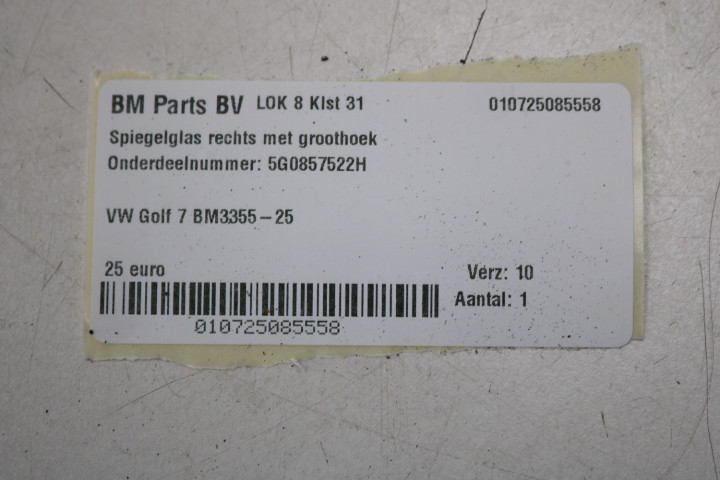 BM Parts BV LOK 8 Klst 31 010725085558
Spiegelglas rechts met groothoek
Onderdeelnummer: 5G0857522H
VW Golf 7 BM3355-25
25 euro Verz: 10
Aantal: 1
010725085558